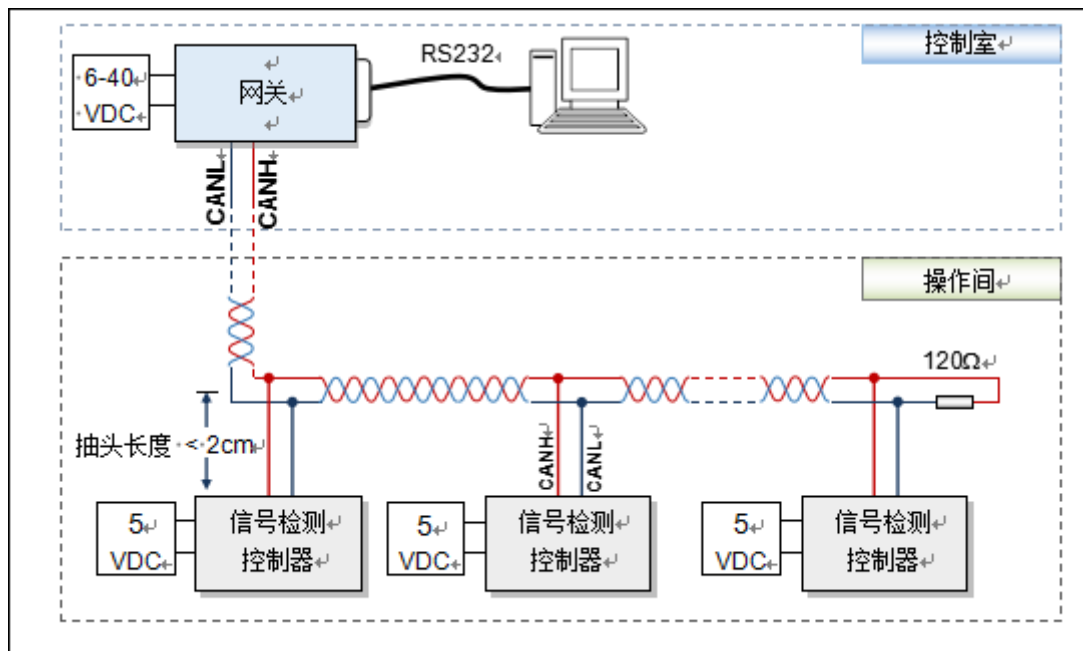 控制室
RS232
6-40
VDC
网关
CANL
CANH
操作间
120Ω
抽头长度 < 2cm
CANH
CANL
5
VDC
信号检测
控制器
5
VDC
信号检测
控制器
5
VDC
信号检测
控制器